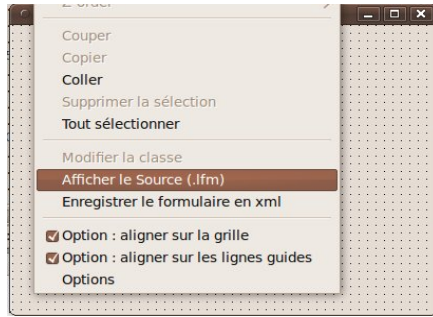 Z-order
Couper
Copier
Coller
Supprimer la sélection
Tout sélectionner
Modifier la classe
Afficher le Source (.lfm)
Enregistrer le formulaire en xml
Option : aligner sur la grille
Option : aligner sur les lignes guides
Options